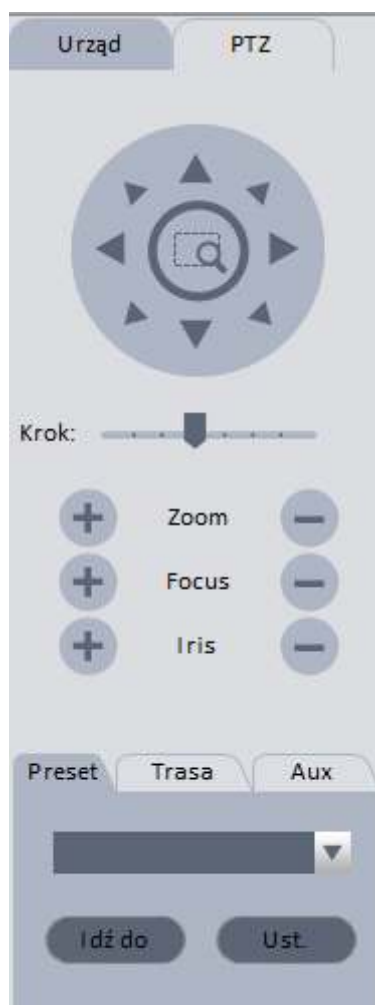 Urząd PTZ
Krok:
Zoom
Focus
Iris
Preset Trasa Aux
Idź do Ust.